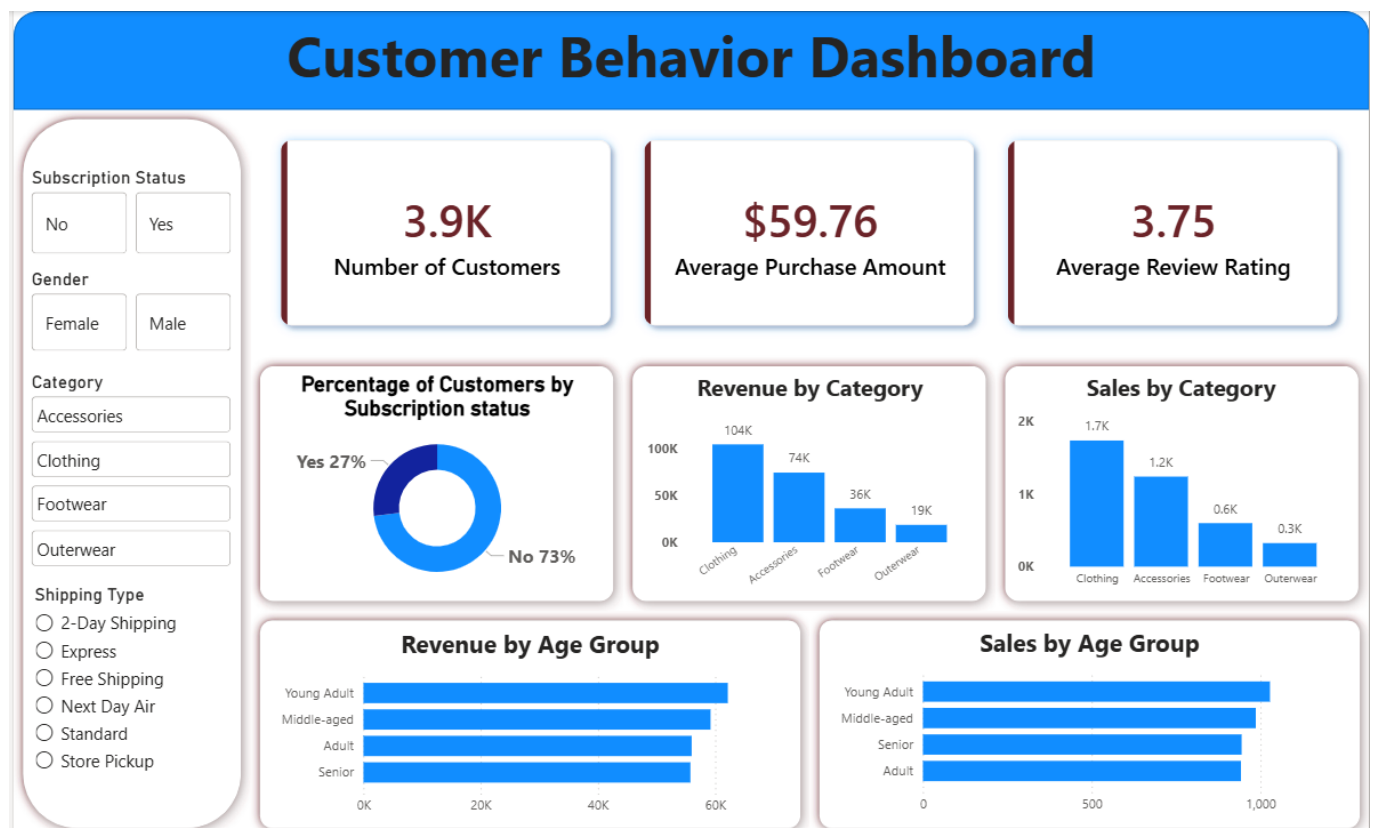 Customer Behavior Dashboard
Subscription Status
No
Yes
Gender
Female
Male
Category
Accessories
Clothing
Footwear
Outerwear
Shipping Type
2-Day Shipping
Express
Free Shipping
Next Day Air
Standard
Store Pickup
3.9K
Number of Customers
$59.76
Average Purchase Amount
3.75
Average Review Rating
Percentage of Customers by
Subscription status
Yes 27%
No 73%
Revenue by Category
100K
50K
0K
104K
74K
36K
19K
Clothing
Accessories
Footwear
Outerwear
Sales by Category
2K
1K
0K
1.7K
1.2K
0.6K
0.3K
Clothing
Accessories
Footwear
Outerwear
Revenue by Age Group
Young Adult
Middle-aged
Adult
Senior
0K
20K
40K
60K
Sales by Age Group
Young Adult
Middle-aged
Senior
Adult
0
500
1,000